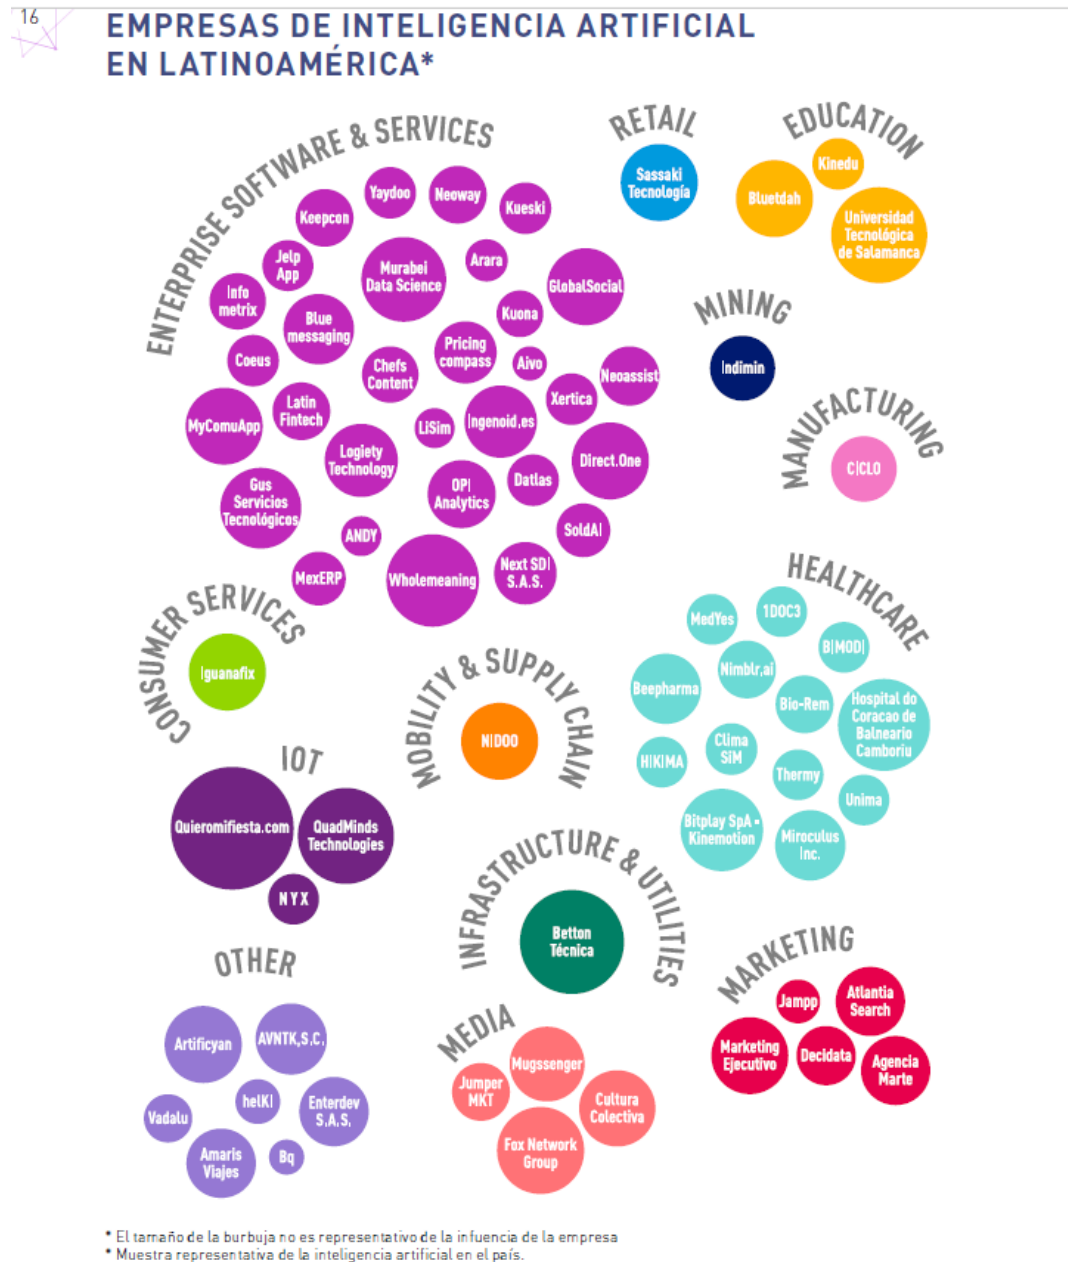 16
EMPRESAS DE INTELIGENCIA ARTIFICIAL
EN LATINOAMÉRICA*
ENTERPRISE SOFTWARE & SERVICES
Keepcon
Yaydoo
Neoway
Kueski
Jelp
App
Murabei
Data Science
Arara
GlobalSocial
Info
metrix
Blue
messaging
Kuona
Coeus
Chefs
Content
Pricing
compass
Aivo
Neoassist
MyComuApp
Latin
Fintech
LiSim
Ingenoid,es
Xertica
Logiety
Technology
Direct.One
Gus
Servicios
Tecnológicos
OPI
Analytics
Datlas
ANDY
SoldAI
MexERP
Wholemeaning
Next SDI
S.A.S.
RETAIL
Sassaki
Tecnología
EDUCATION
Kinedu
Bluetdah
Universidad
Tecnológica
de Salamanca
MINING
Indimin
MANUFACTURING
CICLO
HEALTHCARE
MedYes
1DOC3
BIMODI
Beepharma
Nimblr,ai
Bio-Rem
Hospital do
Coracao de
Balneario
Camboriu
HIKIMA
Clima
SiM
Thermy
Unima
Bitplay SpA -
Kinemotion
Miroculus
Inc.
CONSUMER SERVICES
Iguanafix
MOBILITY & SUPPLY CHAIN
NIDOO
IOT
Quieromifiesta.com
QuadMinds
Technologies
NYX
INFRASTRUCTURE & UTILITIES
Betton
Técnica
OTHER
Artificyan
AVNTK,S,C,
Vadalu
helKI
Enterdev
S,A,S,
Amaris
Viajes
Bq
MEDIA
Jumper
MKT
Mugssenger
Cultura
Colectiva
Fox Network
Group
MARKETING
Jampp
Atlantia
Search
Marketing
Ejecutivo
Decidata
Agencia
Marte
* El tamaño de la burbuja no es representativo de la infuencia de la empresa
* Muestra representativa de la inteligencia artificial en el país.